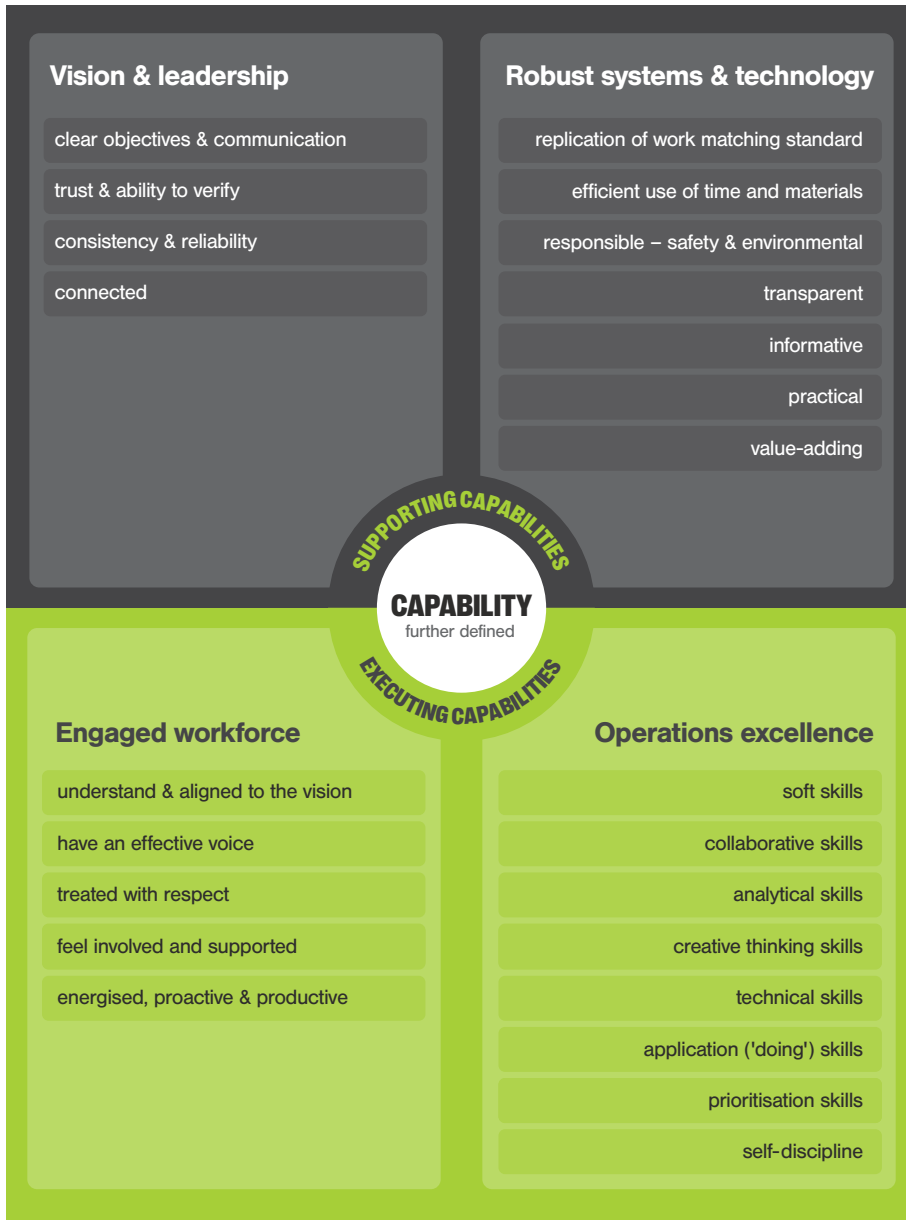 Vision & leadership
clear objectives & communication
trust & ability to verify
consistency & reliability
connected
Robust systems & technology
replication of work matching standard
efficient use of time and materials
responsible – safety & environmental
transparent
informative
practical
value-adding
SUPPORTING CAPABILITIES
CAPABILITY
further defined
EXECUTING CAPABILITIES
Engaged workforce
understand & aligned to the vision
have an effective voice
treated with respect
feel involved and supported
energised, proactive & productive
Operations excellence
soft skills
collaborative skills
analytical skills
creative thinking skills
technical skills
application ('doing') skills
prioritisation skills
self-discipline